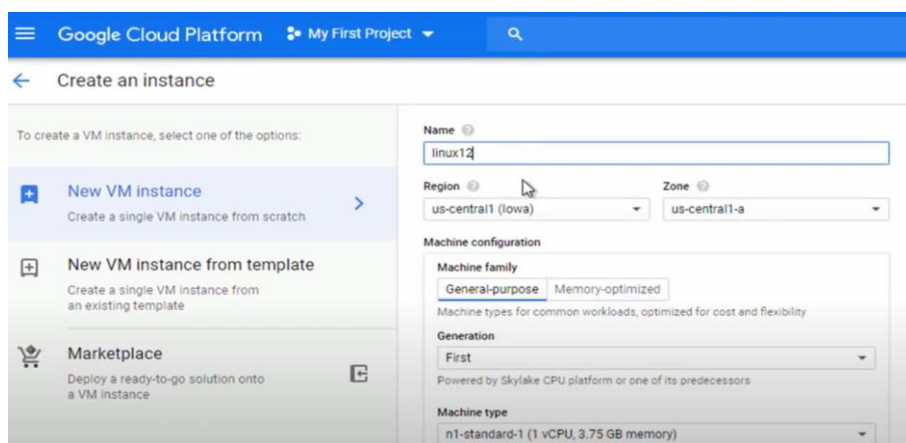 Google Cloud Platform My First Project
Create an instance
To create a VM instance, select one of the options:
New VM instance
Create a single VM instance from scratch
New VM instance from template
Create a single VM instance from
an existing template
Marketplace
Deploy a ready-to-go solution onto
a VM instance
Name
linux12
Region Zone
us-central1 (Iowa) us-central1-a
Machine configuration
Machine family
General-purpose Memory-optimized
Machine types for common workloads, optimized for cost and flexibility
Generation
First
Powered by Skylake CPU platform or one of its predecessors
Machine type
n1-standard-1 (1 vCPU, 3.75 GB memory)